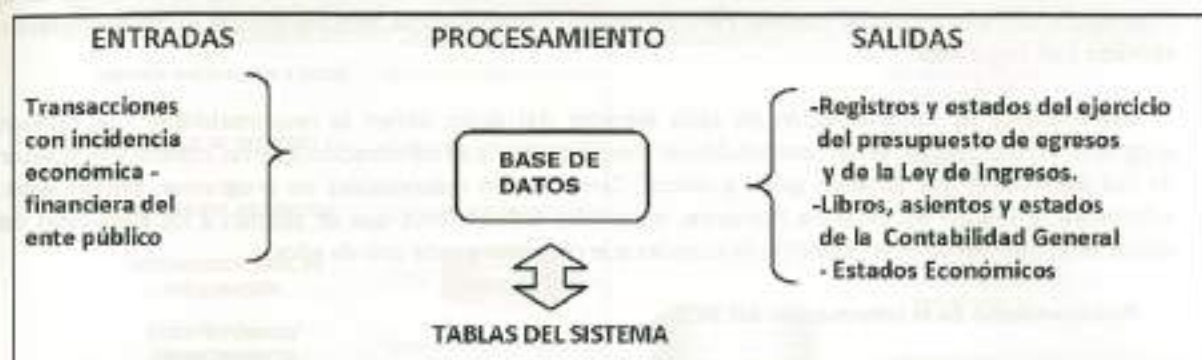 ENTRADAS
Transacciones
con incidencia
económica -
financiera del
ente público
PROCESAMIENTO
BASE DE
DATOS
TABLAS DEL SISTEMA
SALIDAS
-Registros y estados del ejercicio
del presupuesto de egresos
y de la Ley de Ingresos.
-Libros, asientos y estados
de la Contabilidad General
- Estados Económicos